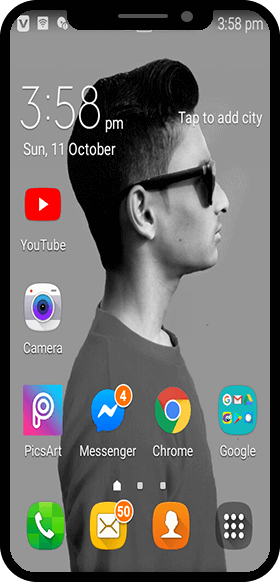 3:58 pm
3:58 pm
Tap to add city
Sun, 11 October
YouTube
Camera
4
PicsArt
Messenger
Chrome
Google
50